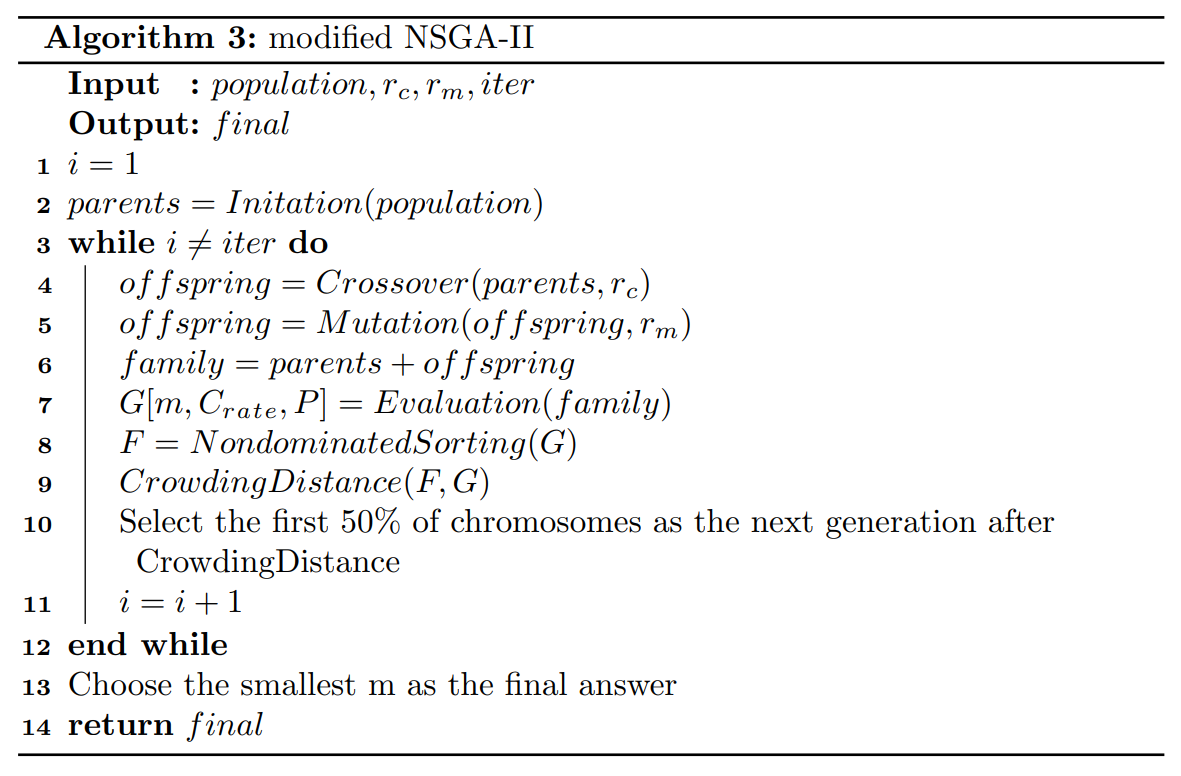 Algorithm 3: modified NSGA-II
Input : population, r_c, r_m, iter
Output: final
1 i = 1
2 parents = Initation(population)
3 while i ≠ iter do
4 offspring = Crossover(parents, r_c)
5 offspring = Mutation(offspring, r_m)
6 family = parents + offspring
7 G[m, C_rate, P] = Evaluation(family)
8 F = NondominatedSorting(G)
9 CrowdingDistance(F, G)
10 Select the first 50% of chromosomes as the next generation after
CrowdingDistance
11 i = i + 1
12 end while
13 Choose the smallest m as the final answer
14 return final